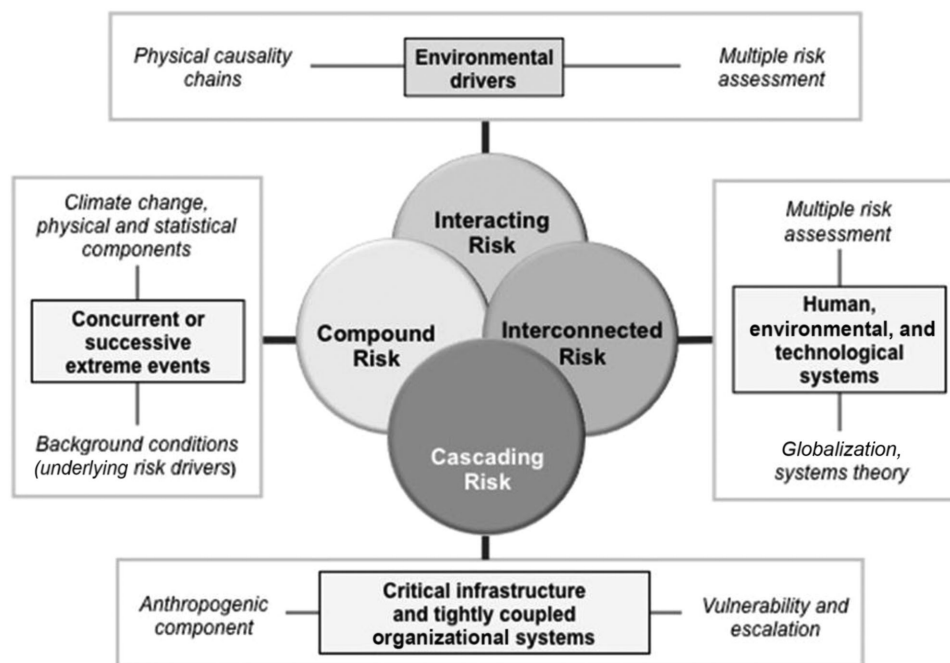 Physical causality
chains
Environmental
drivers
Multiple risk
assessment
Climate change,
physical and statistical
components
Concurrent or
successive
extreme events
Background conditions
(underlying risk drivers)
Interacting
Risk
Compound
Risk
Interconnected
Risk
Cascading
Risk
Multiple risk
assessment
Human,
environmental, and
technological
systems
Globalization,
systems theory
Anthropogenic
component
Critical infrastructure
and tightly coupled
organizational systems
Vulnerability and
escalation